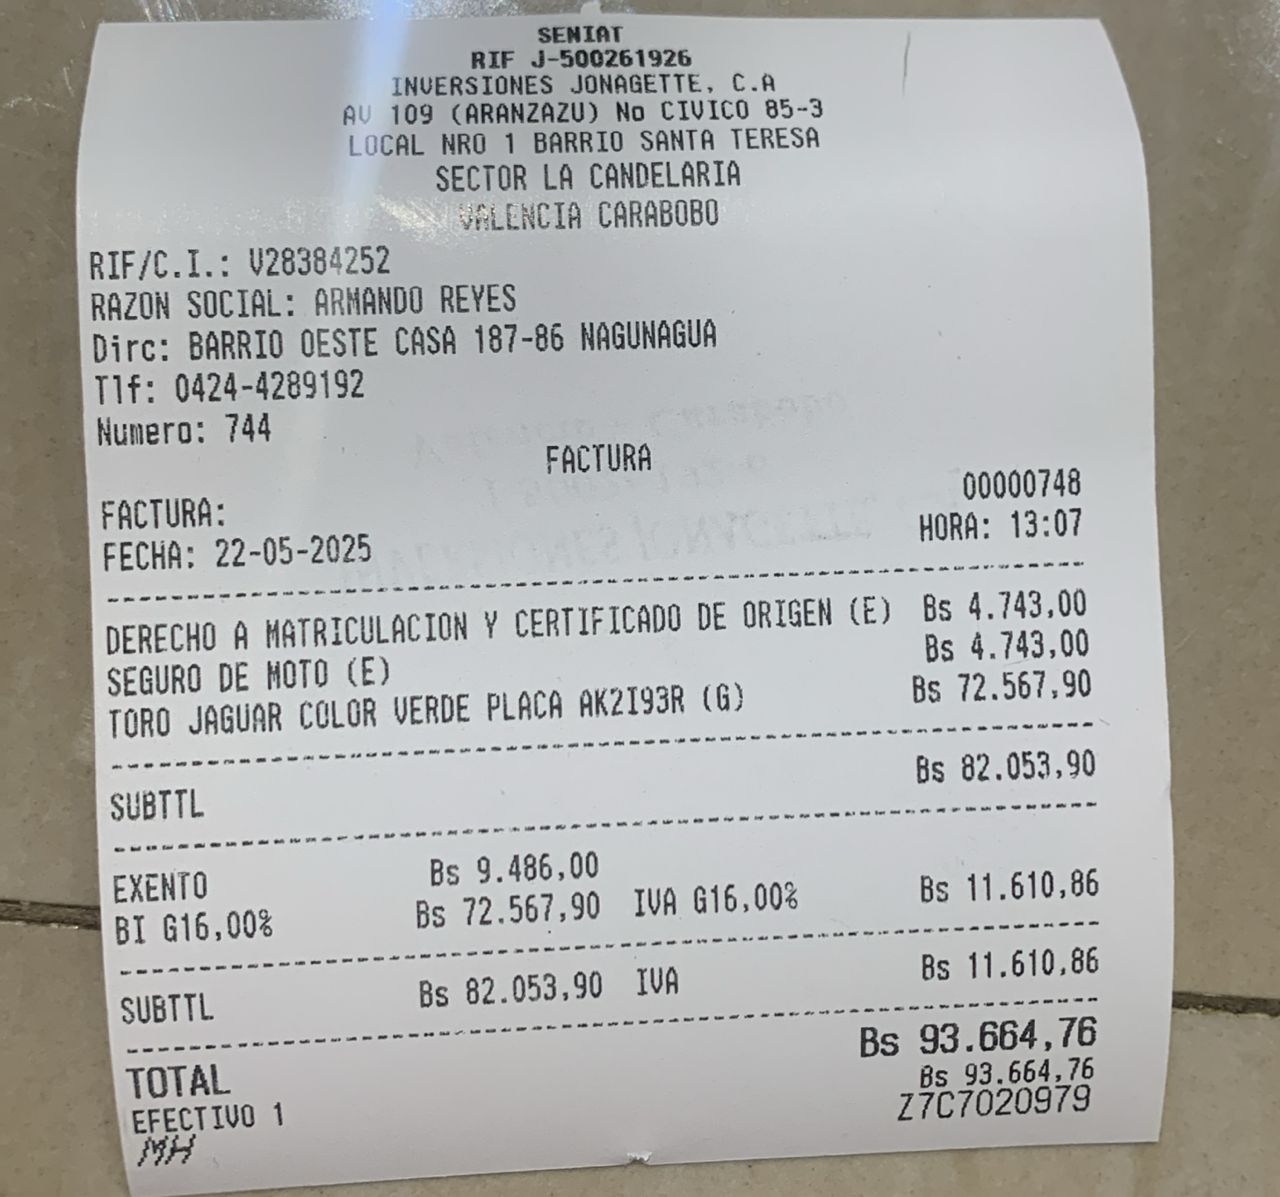 SENIAT
RIF J-500261926
INVERSIONES JONAGETTE, C.A
AV 109 (ARANZAZU) No CIVICO 85-3
LOCAL NRO 1 BARRIO SANTA TERESA
SECTOR LA CANDELARIA
VALENCIA CARABOBO
RIF/C.I.: V28384252
RAZON SOCIAL: ARMANDO REYES
Dirc: BARRIO OESTE CASA 187-86 NAGUNAGUA
Tlf: 0424-4289192
Numero: 744
FACTURA
FACTURA: 00000748
FECHA: 22-05-2025 HORA: 13:07
DERECHO A MATRICULACION Y CERTIFICADO DE ORIGEN (E) Bs 4.743,00
SEGURO DE MOTO (E) Bs 4.743,00
TORO JAGUAR COLOR VERDE PLACA AK2I93R (G) Bs 72.567,90
SUBTTL Bs 82.053,90
EXENTO Bs 9.486,00
BI G16,00% Bs 72.567,90 IVA G16,00% Bs 11.610,86
SUBTTL Bs 82.053,90 IVA Bs 11.610,86
TOTAL Bs 93.664,76
EFECTIVO 1 Bs 93.664,76
MH Z7C7020979